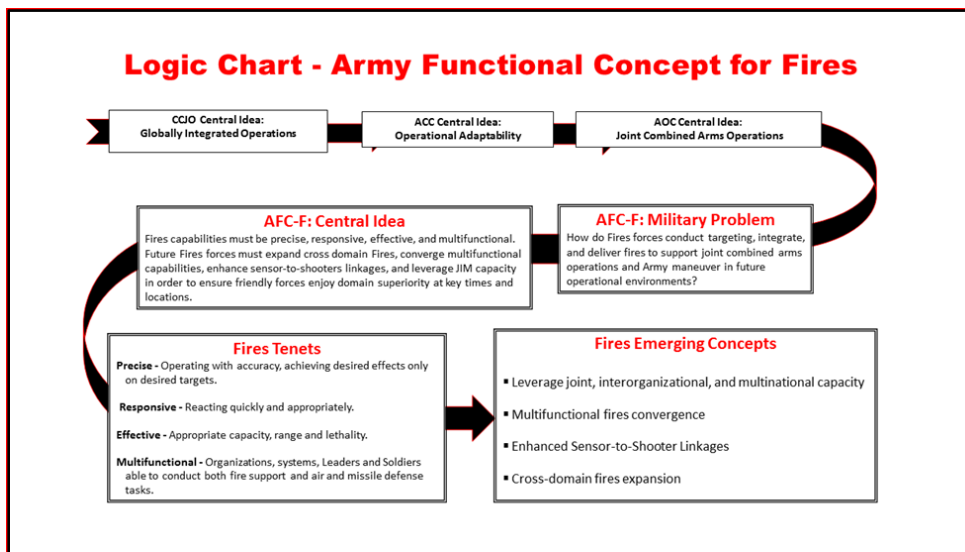 Logic Chart - Army Functional Concept for Fires
CCJO Central Idea:
Globally Integrated Operations
ACC Central Idea:
Operational Adaptability
AOC Central Idea:
Joint Combined Arms Operations
AFC-F: Military Problem
How do Fires forces conduct targeting, integrate,
and deliver fires to support joint combined arms
operations and Army maneuver in future
operational environments?
AFC-F: Central Idea
Fires capabilities must be precise, responsive, effective, and multifunctional.
Future Fires forces must expand cross domain Fires, converge multifunctional
capabilities, enhance sensor-to-shooters linkages, and leverage JIM capacity
in order to ensure friendly forces enjoy domain superiority at key times and
locations.
Fires Tenets
Precise - Operating with accuracy, achieving desired effects only
on desired targets.
Responsive - Reacting quickly and appropriately.
Effective - Appropriate capacity, range and lethality.
Multifunctional - Organizations, systems, Leaders and Soldiers
able to conduct both fire support and air and missile defense
tasks.
Fires Emerging Concepts
▪ Leverage joint, interorganizational, and multinational capacity
▪ Multifunctional fires convergence
▪ Enhanced Sensor-to-Shooter Linkages
▪ Cross-domain fires expansion